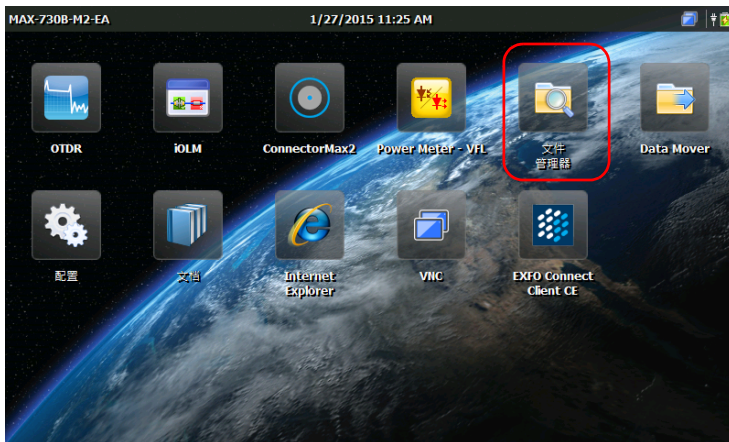 MAX-730B-M2-EA
1/27/2015 11:25 AM
OTDR
iOLM
ConnectorMax2
Power Meter - VFL
文件
管理器
Data Mover
配置
文档
Internet
Explorer
VNC
EXFO Connect
Client CE